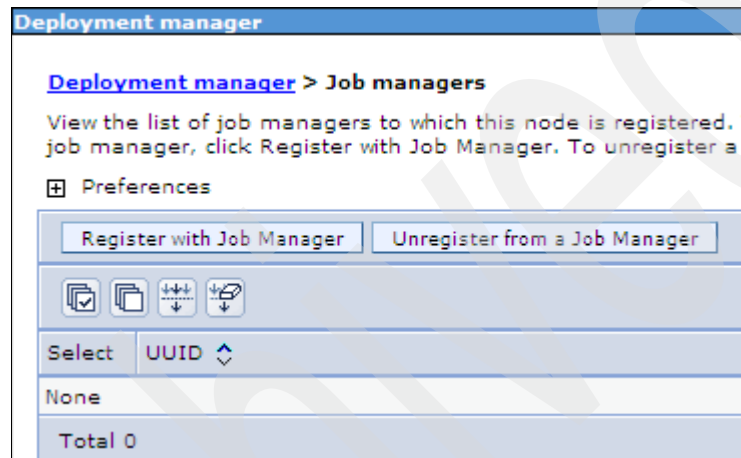 Deployment manager
Deployment manager > Job managers
View the list of job managers to which this node is registered.
job manager, click Register with Job Manager. To unregister a
Preferences
Register with Job Manager Unregister from a Job Manager
Select UUID
None
Total 0